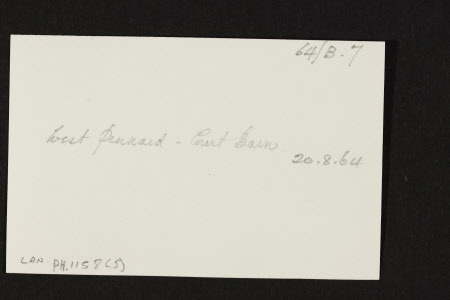 64/B.7
West Pennard - Court Barn.
20.8.64
LAN. PH.1158(5)